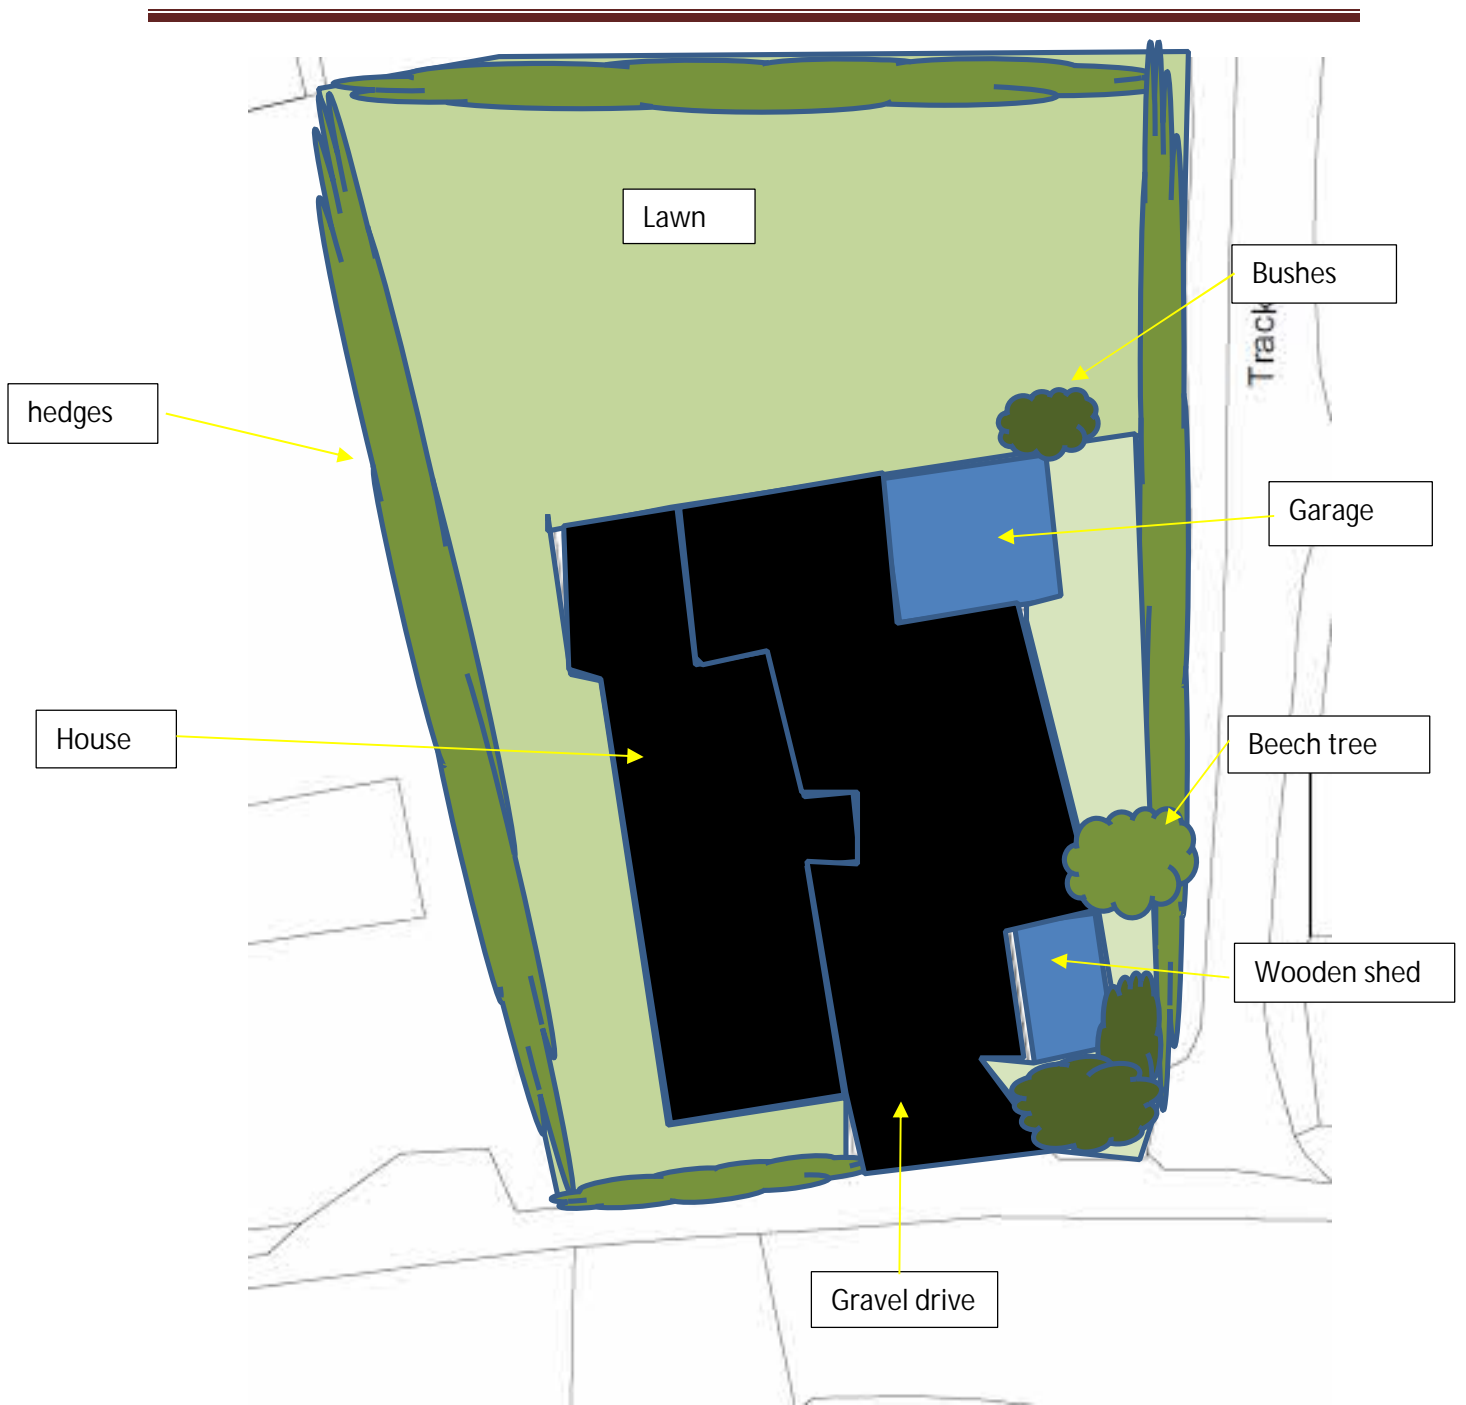 Lawn
Bushes
Track
hedges
Garage
House
Beech tree
Wooden shed
Gravel drive